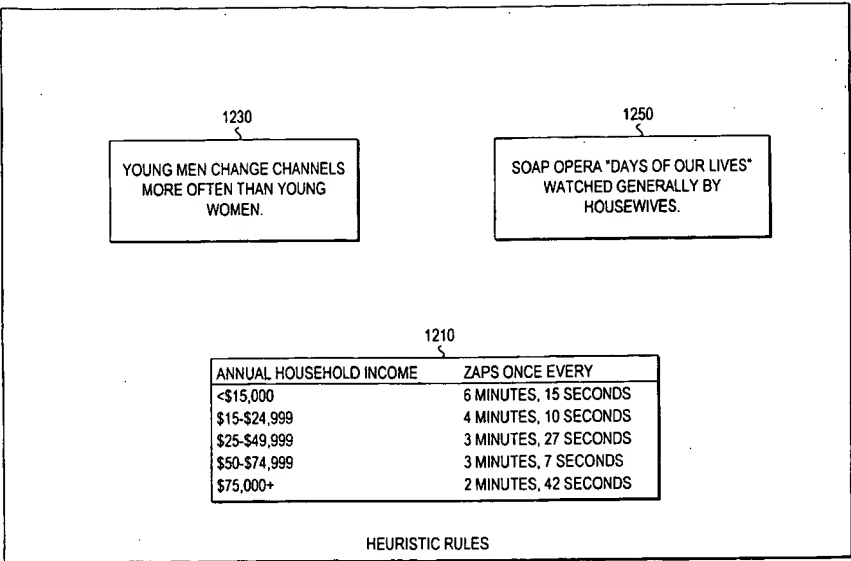 1230
YOUNG MEN CHANGE CHANNELS
MORE OFTEN THAN YOUNG
WOMEN.
1250
SOAP OPERA "DAYS OF OUR LIVES"
WATCHED GENERALLY BY
HOUSEWIVES.
1210
ANNUAL HOUSEHOLD INCOME ZAPS ONCE EVERY
<$15,000 6 MINUTES, 15 SECONDS
$15-$24,999 4 MINUTES, 10 SECONDS
$25-$49,999 3 MINUTES, 27 SECONDS
$50-$74,999 3 MINUTES, 7 SECONDS
$75,000+ 2 MINUTES, 42 SECONDS
HEURISTIC RULES